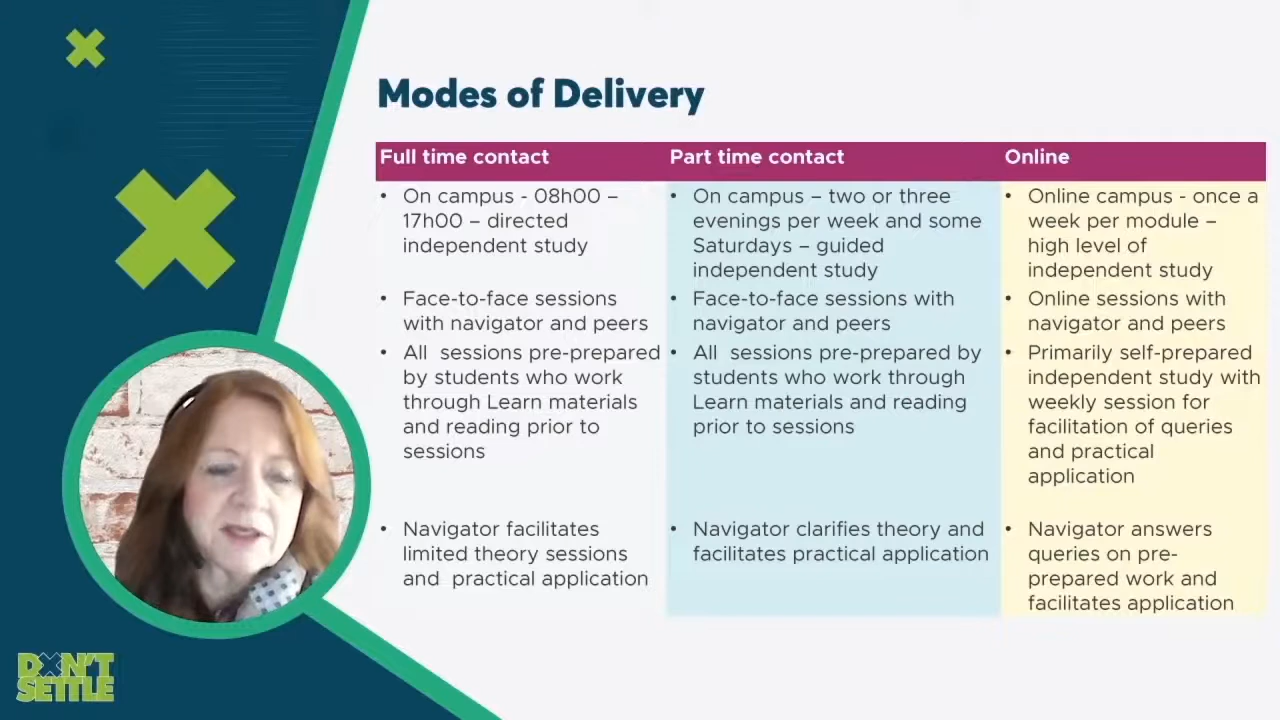 Modes of Delivery
Full time contact
Part time contact
Online
• On campus - 08h00 –
17h00 – directed
independent study
• Face-to-face sessions
with navigator and peers
• All sessions pre-prepared
by students who work
through Learn materials
and reading prior to
sessions
• Navigator facilitates
limited theory sessions
and practical application
• On campus – two or three
evenings per week and some
Saturdays – guided
independent study
• Face-to-face sessions with
navigator and peers
• All sessions pre-prepared by
students who work through
Learn materials and reading
prior to sessions
• Navigator clarifies theory and
facilitates practical application
• Online campus - once a
week per module –
high level of
independent study
• Online sessions with
navigator and peers
• Primarily self-prepared
independent study with
weekly session for
facilitation of queries
and practical
application
• Navigator answers
queries on pre-
prepared work and
facilitates application
DON'T
SETTLE